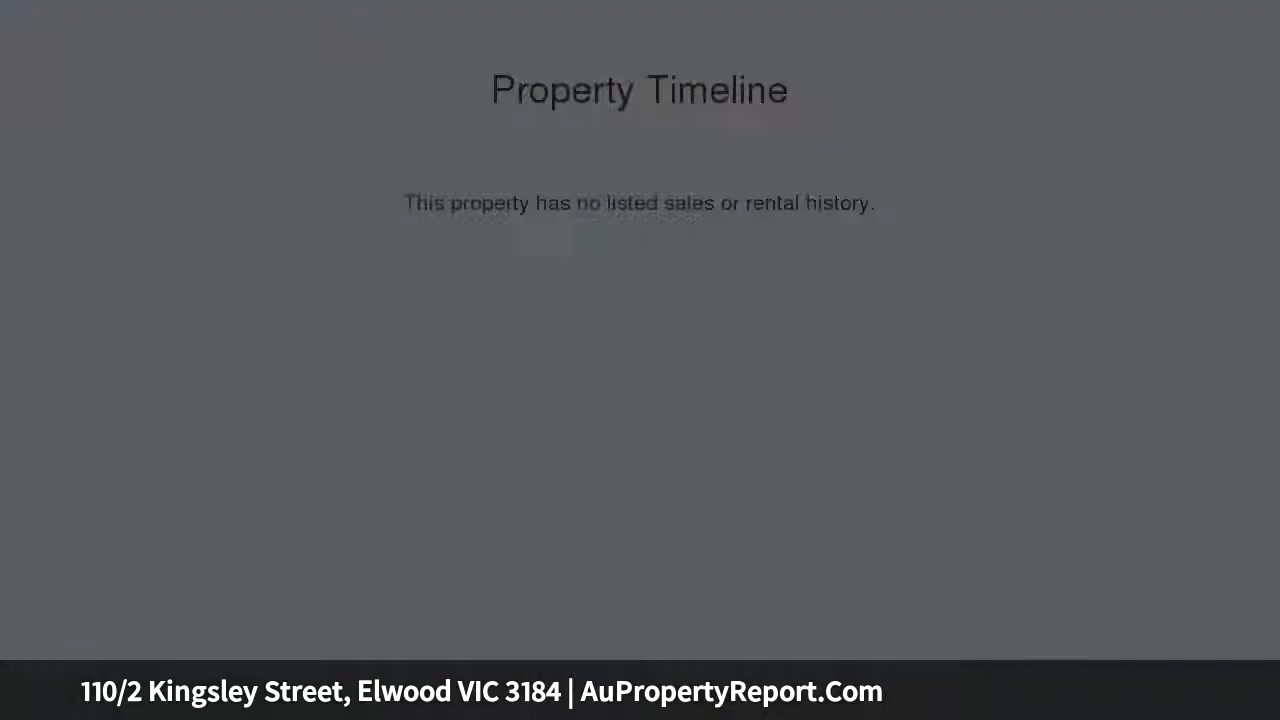 Property Timeline
This property has no listed sales or rental history.
110/2 Kingsley Street, Elwood VIC 3184 | AuPropertyReport.Com